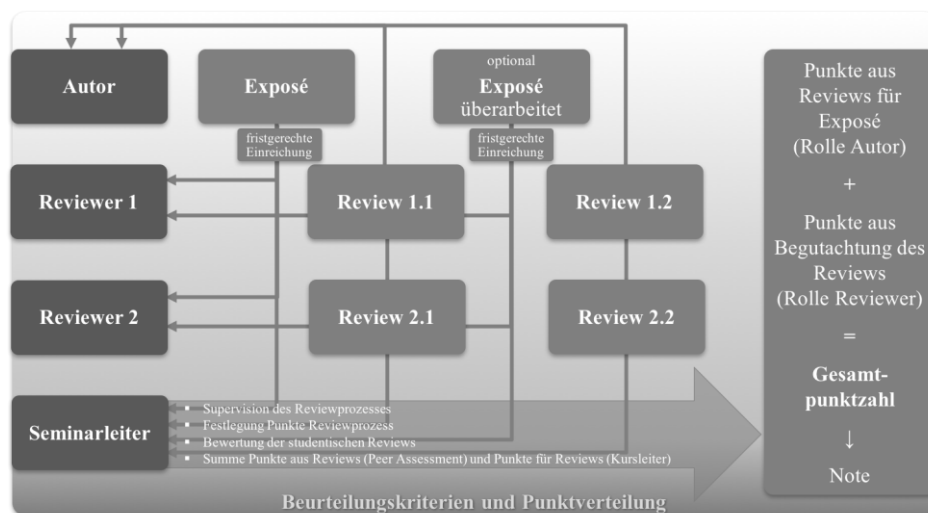 Autor
Exposé
optional
Exposé
überarbeitet
fristgerechte
Einreichung
fristgerechte
Einreichung
Reviewer 1
Review 1.1
Review 1.2
Reviewer 2
Review 2.1
Review 2.2
Seminarleiter
▪ Supervision des Reviewprozesses
▪ Festlegung Punkte Reviewprozess
▪ Bewertung der studentischen Reviews
▪ Summe Punkte aus Reviews (Peer Assessment) und Punkte für Reviews (Kursleiter)
Beurteilungskriterien und Punktverteilung
Punkte aus
Reviews für
Exposé
(Rolle Autor)
+
Punkte aus
Begutachtung des
Reviews
(Rolle Reviewer)
=
Gesamt-
punktzahl
↓
Note